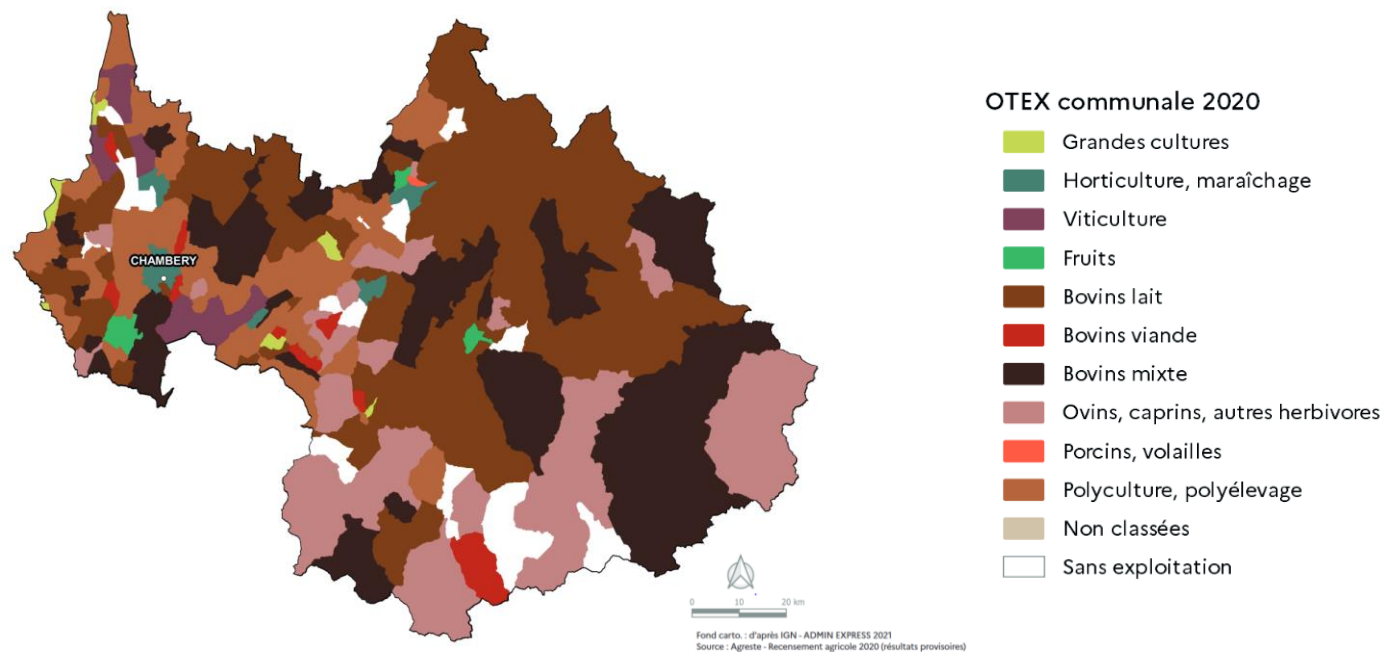 CHAMBERY
OTEX communale 2020
Grandes cultures
Horticulture, maraîchage
Viticulture
Fruits
Bovins lait
Bovins viande
Bovins mixte
Ovins, caprins, autres herbivores
Porcins, volailles
Polyculture, polyélevage
Non classées
Sans exploitation
0 10 20 km
Fond carto. : d'après IGN - ADMIN EXPRESS 2021
Source : Agreste - Recensement agricole 2020 (résultats provisoires)